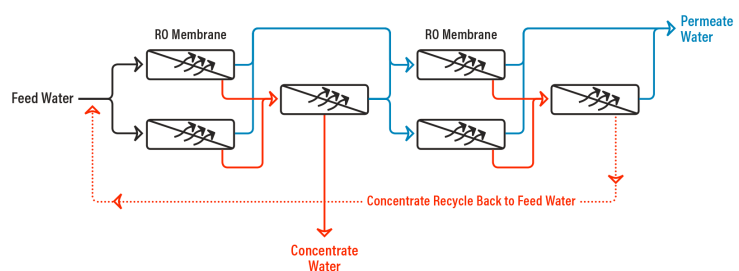 Permeate
Water
RO Membrane
RO Membrane
Feed Water
Concentrate Recycle Back to Feed Water
Concentrate
Water